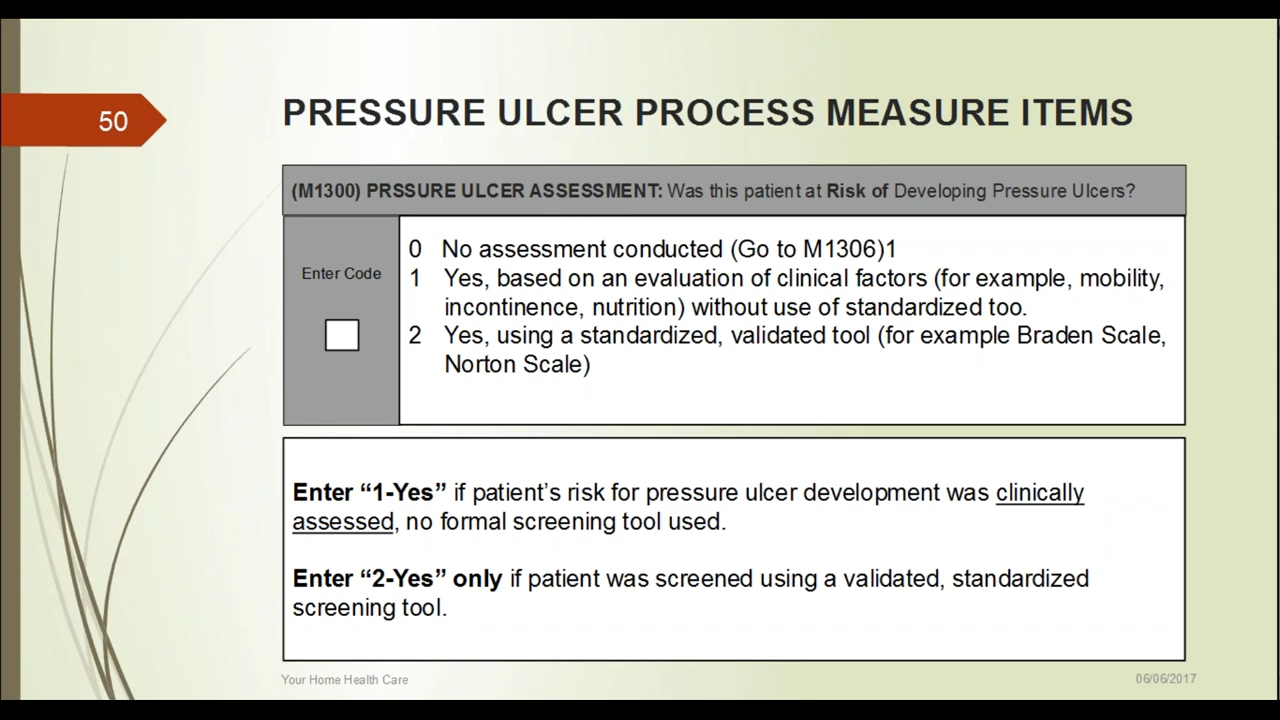 50
PRESSURE ULCER PROCESS MEASURE ITEMS
(M1300) PRSSURE ULCER ASSESSMENT: Was this patient at Risk of Developing Pressure Ulcers?
Enter Code
0 No assessment conducted (Go to M1306)1
1 Yes, based on an evaluation of clinical factors (for example, mobility,
incontinence, nutrition) without use of standardized too.
2 Yes, using a standardized, validated tool (for example Braden Scale,
Norton Scale)
Enter “1-Yes” if patient’s risk for pressure ulcer development was clinically
assessed, no formal screening tool used.
Enter “2-Yes” only if patient was screened using a validated, standardized
screening tool.
Your Home Health Care
06/06/2017